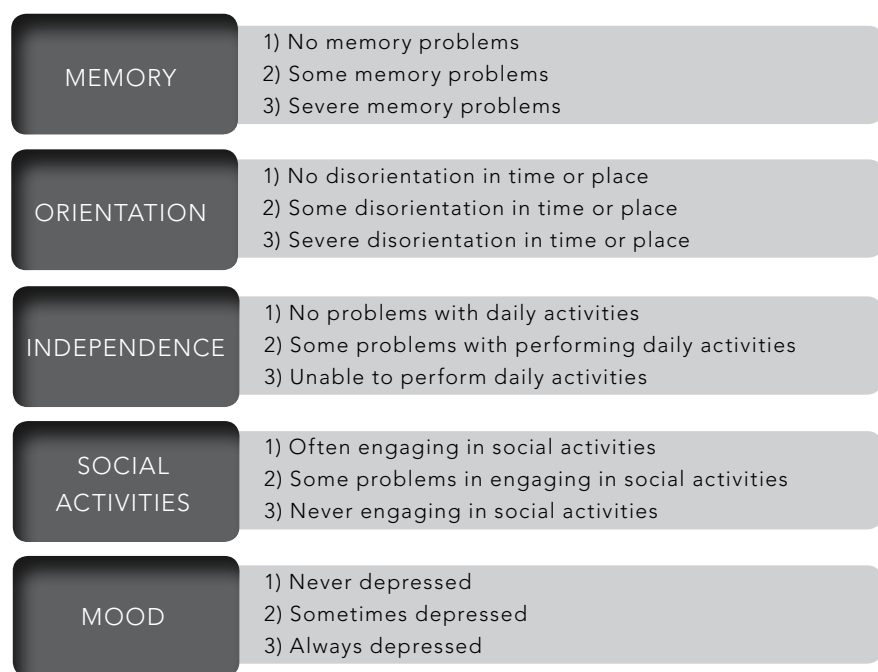 MEMORY
1) No memory problems
2) Some memory problems
3) Severe memory problems
ORIENTATION
1) No disorientation in time or place
2) Some disorientation in time or place
3) Severe disorientation in time or place
INDEPENDENCE
1) No problems with daily activities
2) Some problems with performing daily activities
3) Unable to perform daily activities
SOCIAL
ACTIVITIES
1) Often engaging in social activities
2) Some problems in engaging in social activities
3) Never engaging in social activities
MOOD
1) Never depressed
2) Sometimes depressed
3) Always depressed